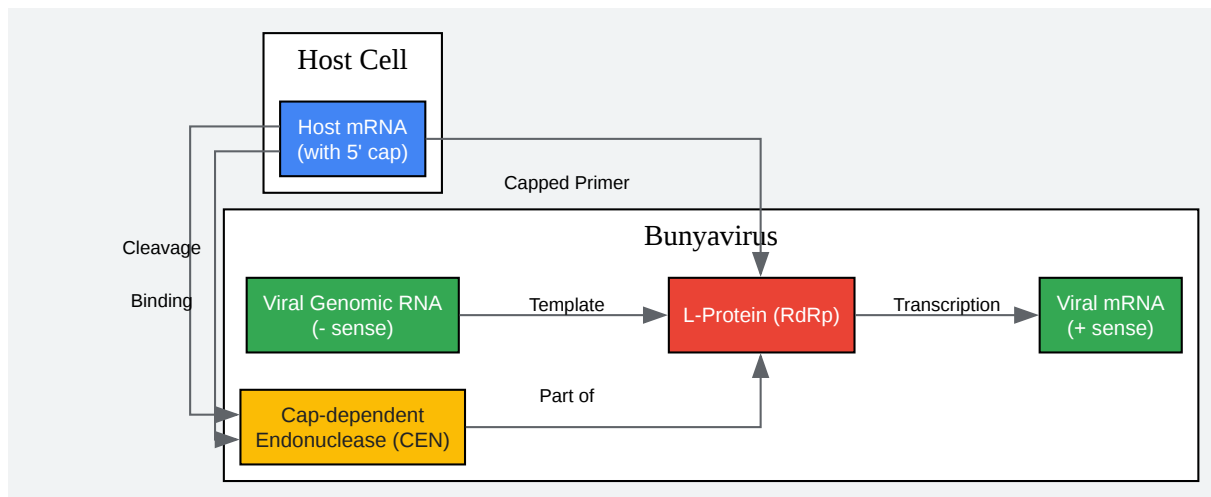 Host Cell
Host mRNA
(with 5' cap)
Capped Primer
Bunyavirus
Cleavage
Binding
Viral Genomic RNA
(- sense)
Template
L-Protein (RdRp)
Transcription
Viral mRNA
(+ sense)
Cap-dependent
Endonuclease (CEN)
Part of